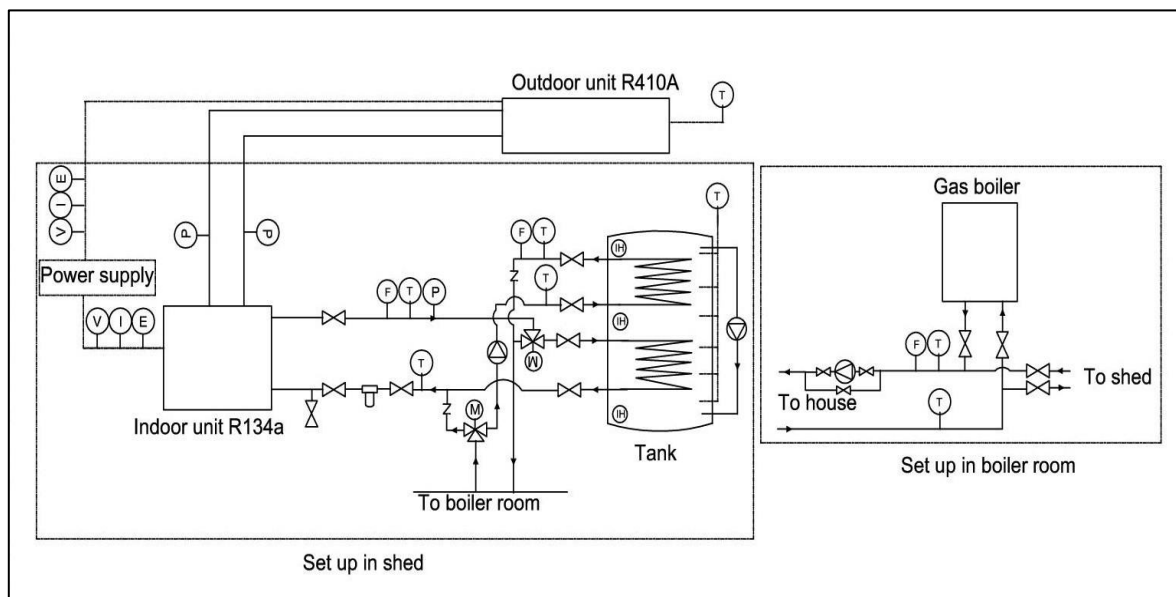 Outdoor unit R410A
T
E
I
V
P
P
Power supply
V I E
Indoor unit R134a
F T P
T
F T
T
T
IH
IH
IH
M
M
Tank
To boiler room
Set up in shed
Gas boiler
F T
T
To house
To shed
Set up in boiler room